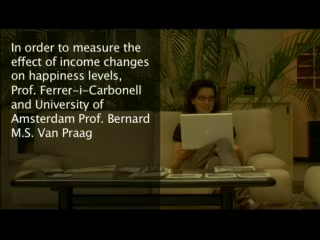 In order to measure the
effect of income changes
on happiness levels,
Prof. Ferrer-i-Carbonell
and University of
Amsterdam Prof. Bernard
M.S. Van Praag